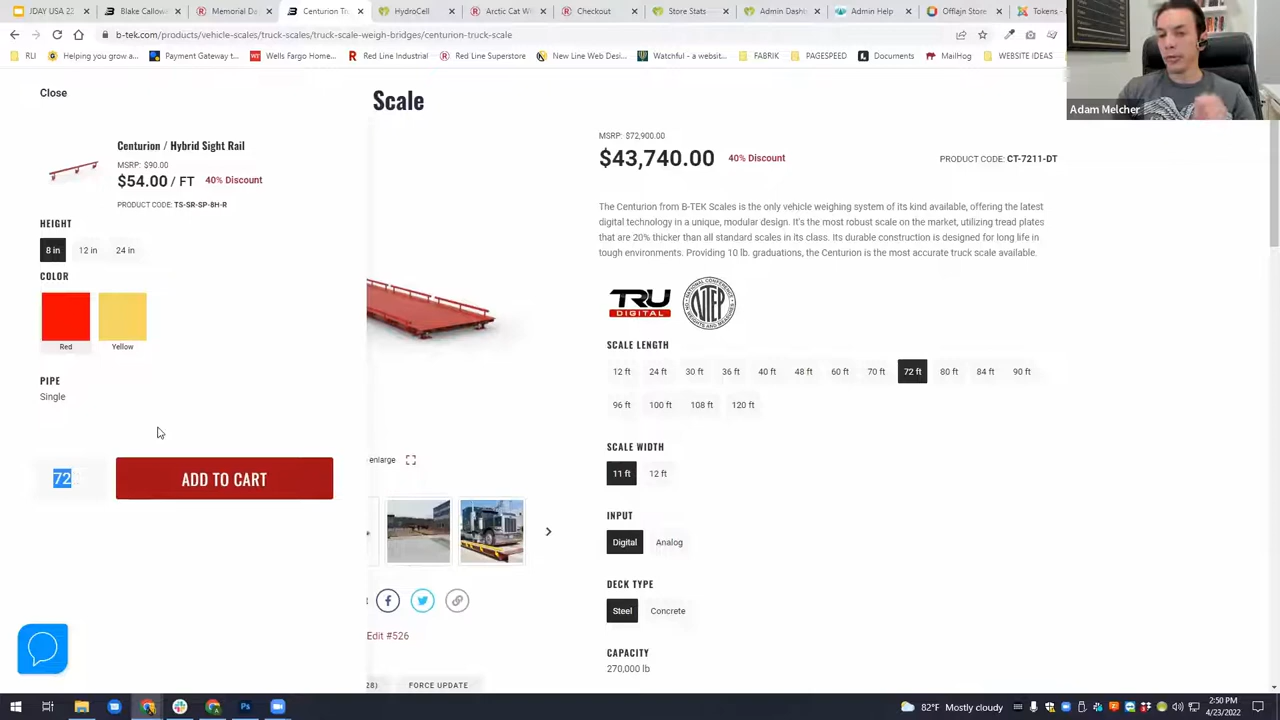 JDAY USA 22
B-TEK Home
Memorial Da
Centurion Tr
HydroCell
Arctic Cat W
Checkout
Store Stats
Admin Dashb
Admin Help
Offlajn Store
Tokens -
b-tek.com/products/vehicle-scales/truck-scales/truck-scale-weighbridges/centurion-truck-scale
RLI
Helping you grow a...
Payment Gateway T...
Wells Fargo Home...
Red Line Industrial
Red Line Superstore
New Line Web Desi...
Watchful - a websit...
FABRIK
PAGESPEED
Documents
MailHog
WEBSITE IDEAS
Adam Melcher
Close
Scale
Centurion / Hybrid Sight Rail
MSRP: $90.00
$54.00 / FT 40% Discount
PRODUCT CODE: TS-SR-SP-8H-R
HEIGHT
8 in 12 in 24 in
COLOR
Red Yellow
PIPE
Single
72
ADD TO CART
enlarge
Edit #526
28) FORCE UPDATE
MSRP: $72,900.00
$43,740.00 40% Discount
PRODUCT CODE: CT-7211-DT
The Centurion from B-TEK Scales is the only vehicle weighing system of its kind available, offering the latest
digital technology in a unique, modular design. It's the most robust scale on the market, utilizing tread plates
that are 20% thicker than all standard scales in its class. Its durable construction is designed for long life in
tough environments. Providing 10 lb. graduations, the Centurion is the most accurate truck scale available.
TRU
DIGITAL
NTEP
SCALE LENGTH
12 ft 24 ft 30 ft 36 ft 40 ft 48 ft 60 ft 70 ft 72 ft 80 ft 84 ft 90 ft
96 ft 100 ft 108 ft 120 ft
SCALE WIDTH
11 ft 12 ft
INPUT
Digital Analog
DECK TYPE
Steel Concrete
CAPACITY
270,000 lb
82°F Mostly cloudy
2:50 PM
4/23/2022